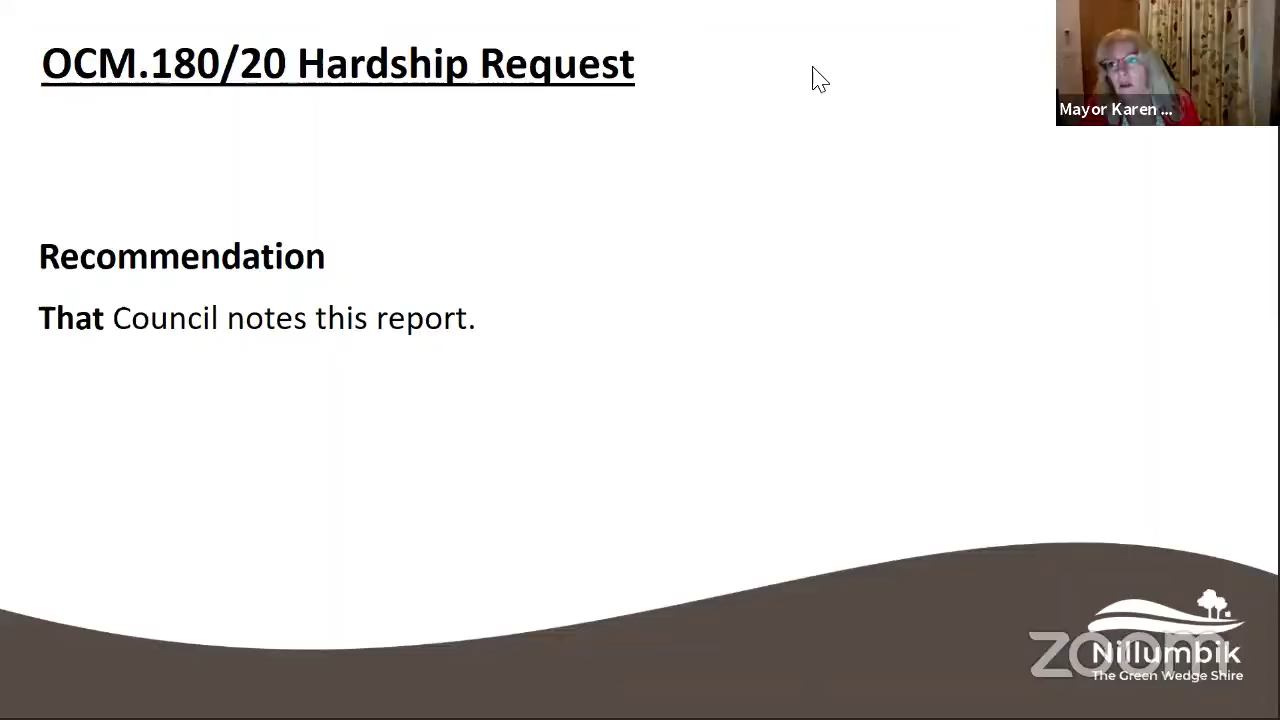 OCM.180/20 Hardship Request
Mayor Karen ...
Recommendation
That Council notes this report.
zoom
Nillumbik
The Green Wedge Shire